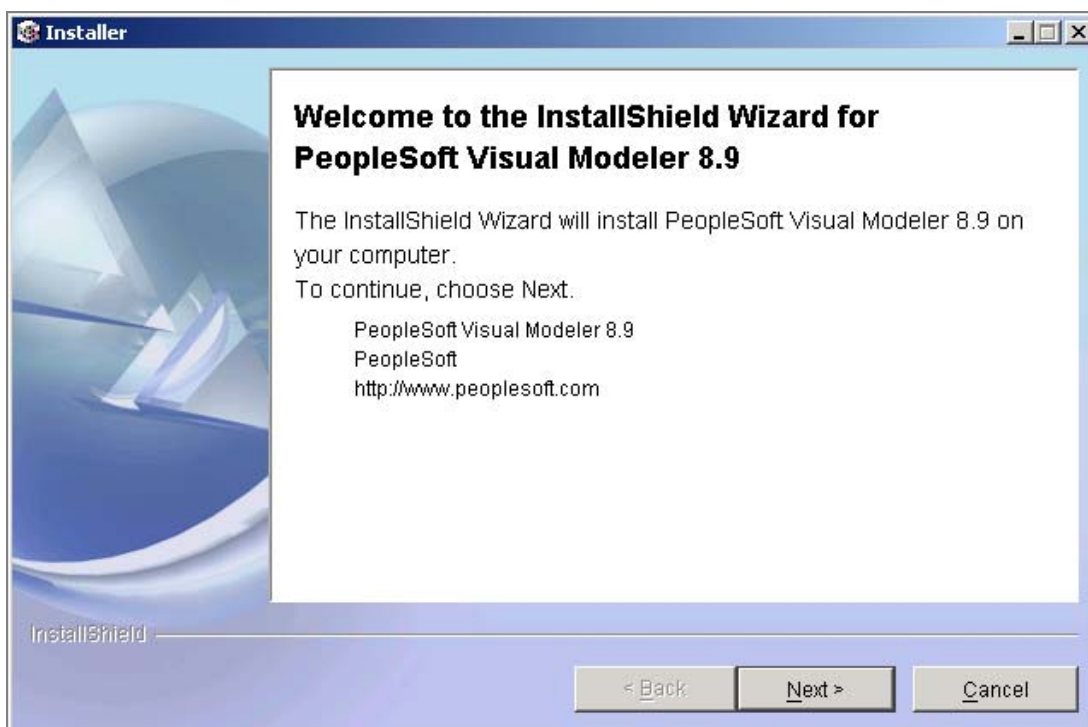 Installer
Welcome to the InstallShield Wizard for
PeopleSoft Visual Modeler 8.9
The InstallShield Wizard will install PeopleSoft Visual Modeler 8.9 on
your computer.
To continue, choose Next.
PeopleSoft Visual Modeler 8.9
PeopleSoft
http://www.peoplesoft.com
InstallShield
< Back
Next >
Cancel